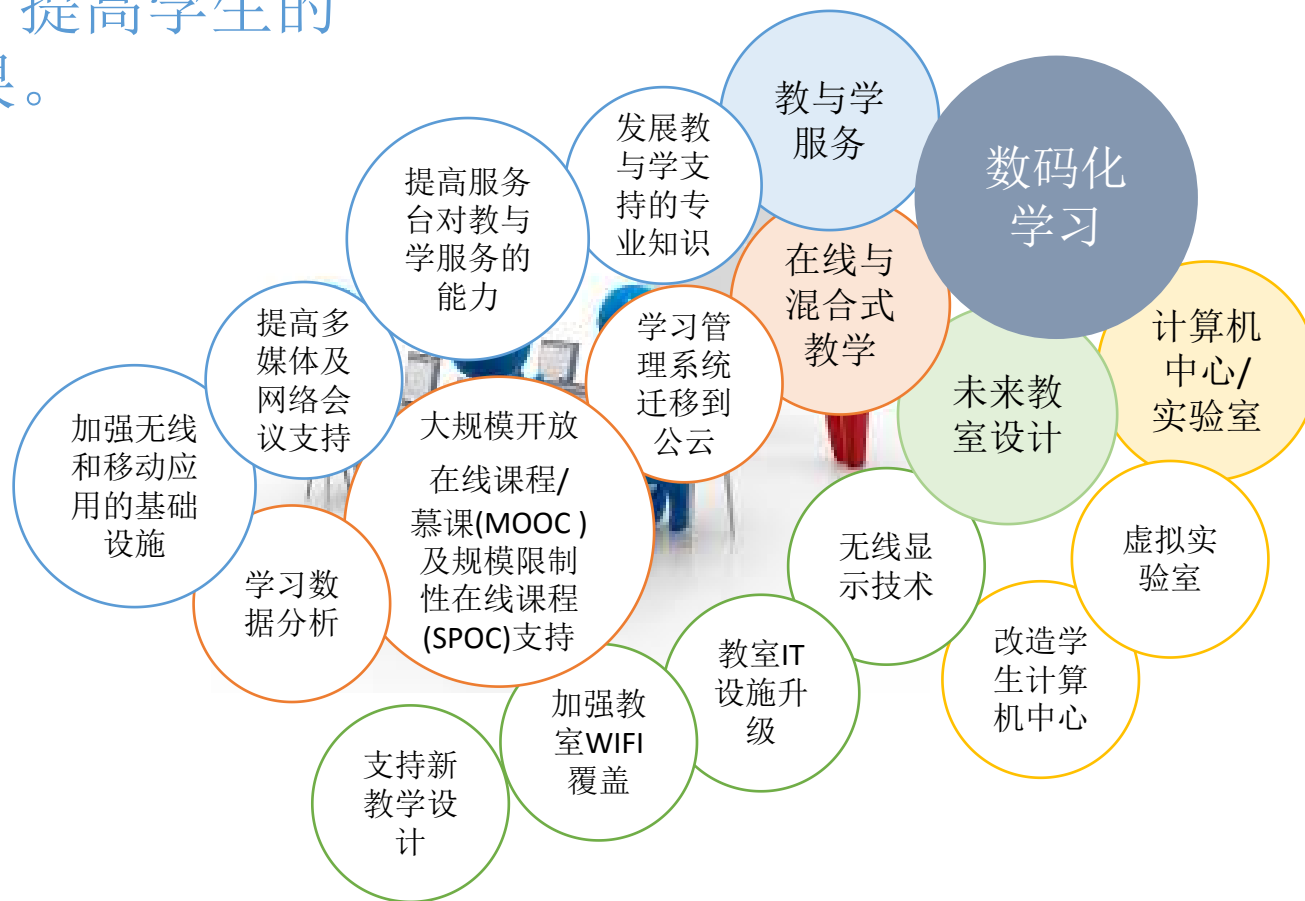 提高学生的
果。
教与学
服务
数码化
学习
发展教
与学支
持的专
业知识
提高服务
台对教与
学服务的
能力
在线与
混合式
教学
计算机
中心/
实验室
提高多
媒体及
网络会
议支持
学习管
理系统
迁移到
公云
未来教
室设计
加强无线
和移动应
用的基础
设施
大规模开放
在线课程/
慕课(MOOC )
及规模限制
性在线课程
(SPOC)支持
无线显
示技术
虚拟实
验室
学习数
据分析
教室IT
设施升
级
改造学
生计算
机中心
加强教
室WIFI
覆盖
支持新
教学设
计